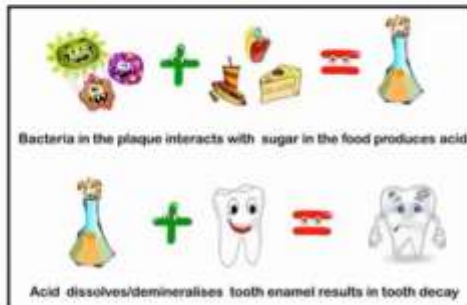 Bacteria in the plaque interacts with sugar in the food produces acid
Acid dissolves/demineralises tooth enamel results in tooth decay